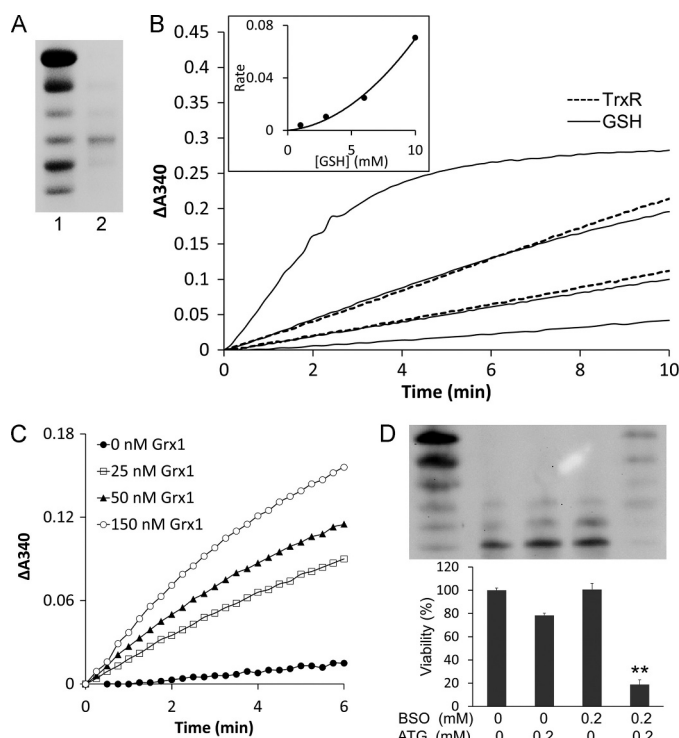 A
1 2
B
ΔA340
0.45
0.4
0.35
0.3
0.25
0.2
0.15
0.1
0.05
0
0 2 4 6 8 10
Time (min)
Rate
0.08
0.04
0
0 5 10
[GSH] (mM)
TrxR
GSH
C
ΔA340
0.18
0.12
0.06
0
0 2 4 6
Time (min)
0 nM Grx1
25 nM Grx1
50 nM Grx1
150 nM Grx1
D
Viability (%)
120
100
80
60
40
20
0
**
BSO (mM) 0 0 0.2 0.2
ATG (mM) 0 0.2 0 0.2